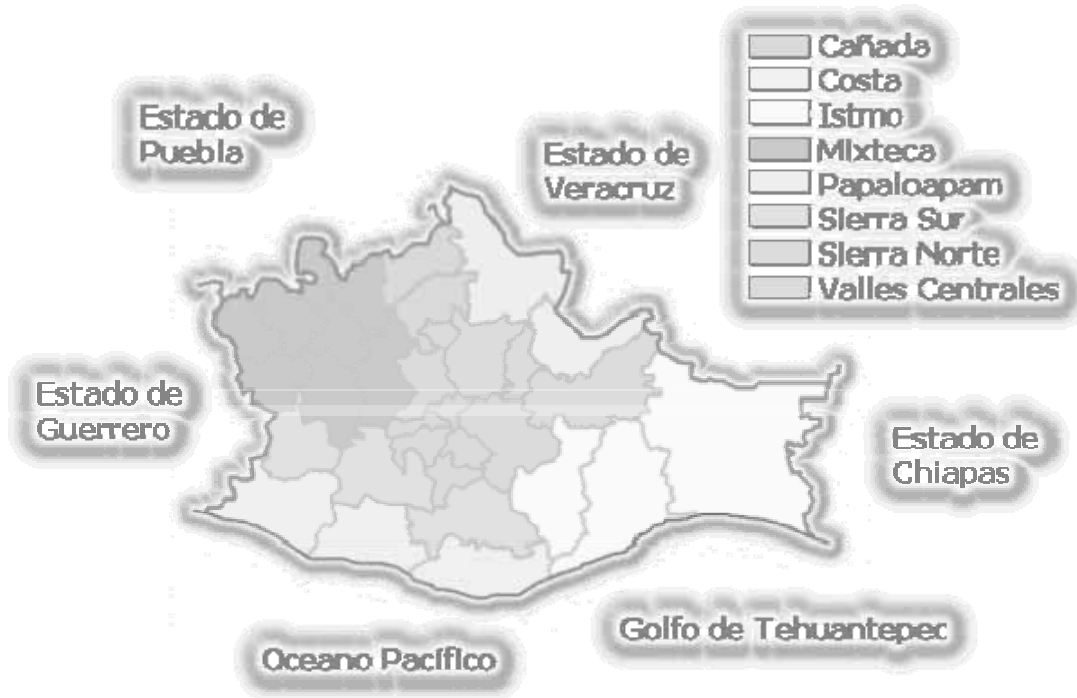 Cañada
Costa
Istmo
Mixteca
Papaloapam
Sierra Sur
Sierra Norte
Valles Centrales
Estado de
Puebla
Estado de
Veracruz
Estado de
Guerrero
Estado de
Chiapas
Golfo de Tehuantepec
Oceano Pacífico